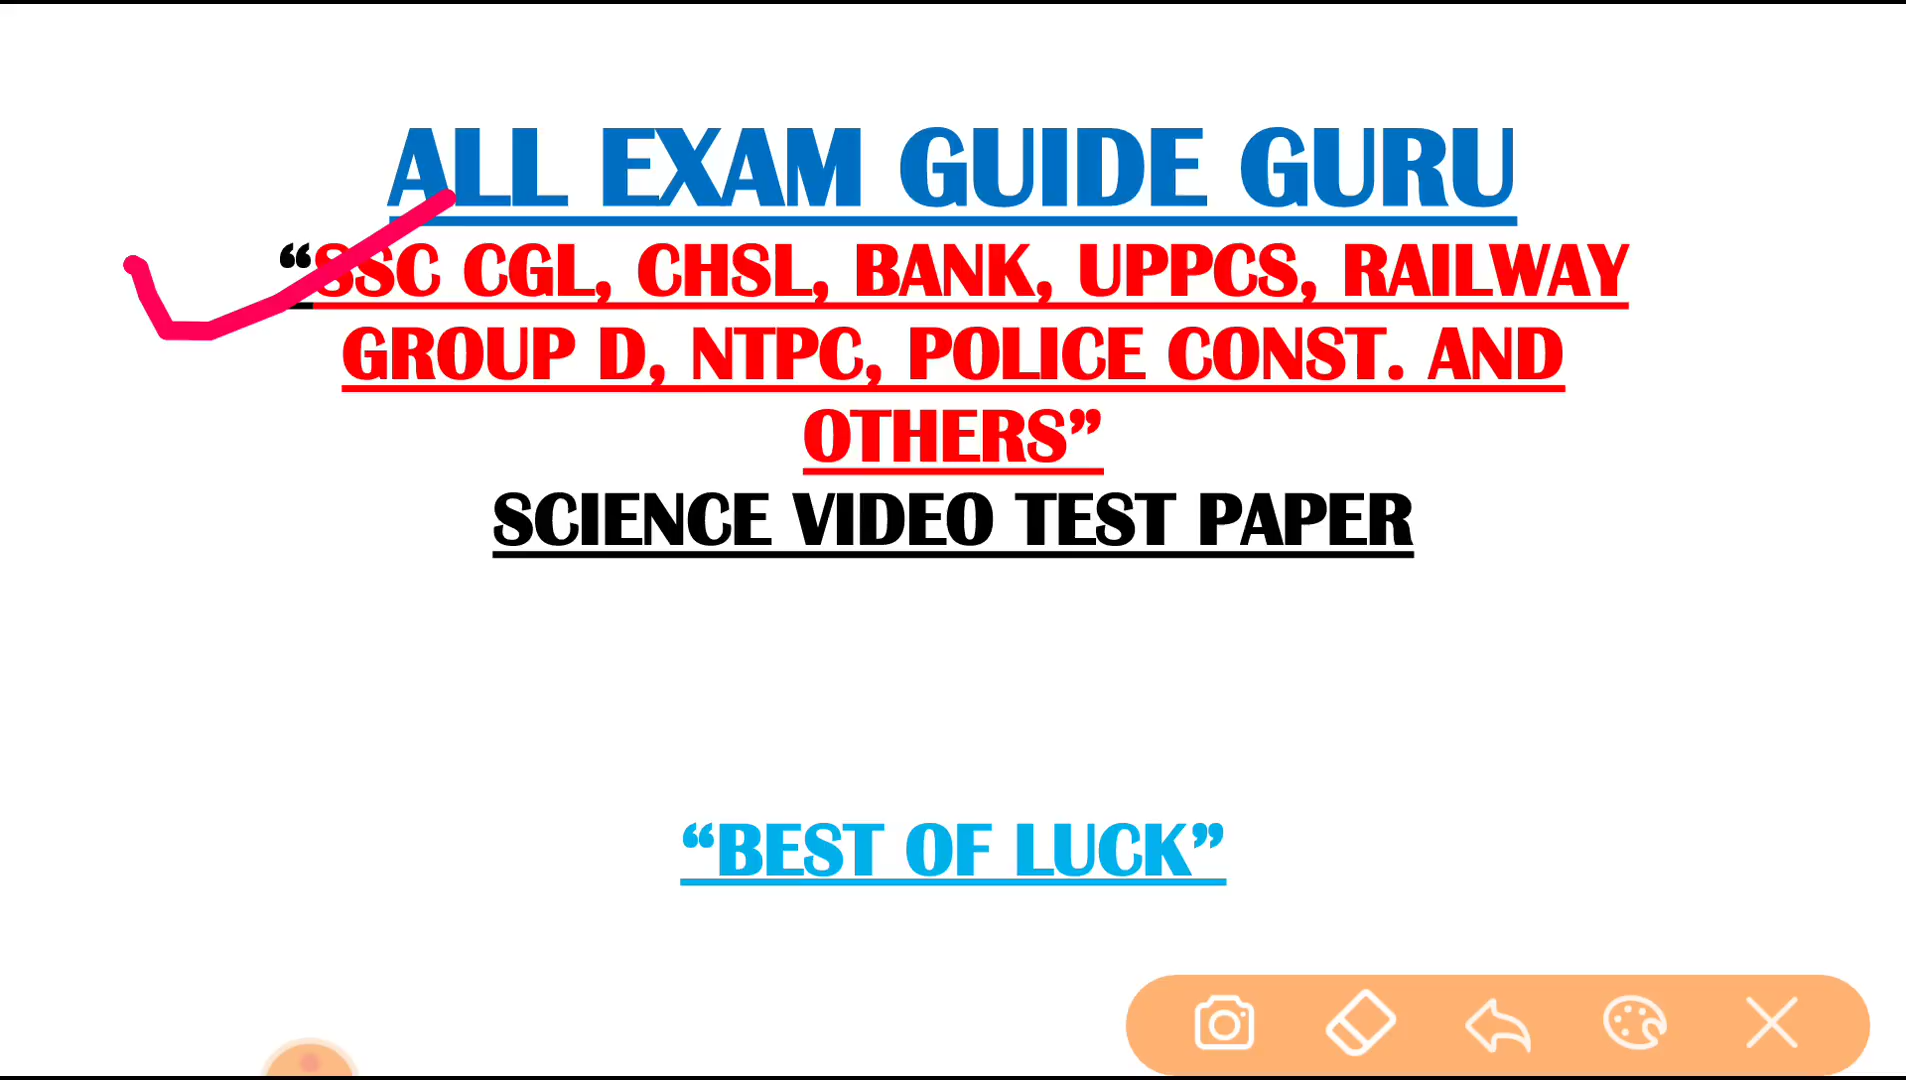 ALL EXAM GUIDE GURU
“SSC CGL, CHSL, BANK, UPPCS, RAILWAY
GROUP D, NTPC, POLICE CONST. AND
OTHERS”
SCIENCE VIDEO TEST PAPER
“BEST OF LUCK”